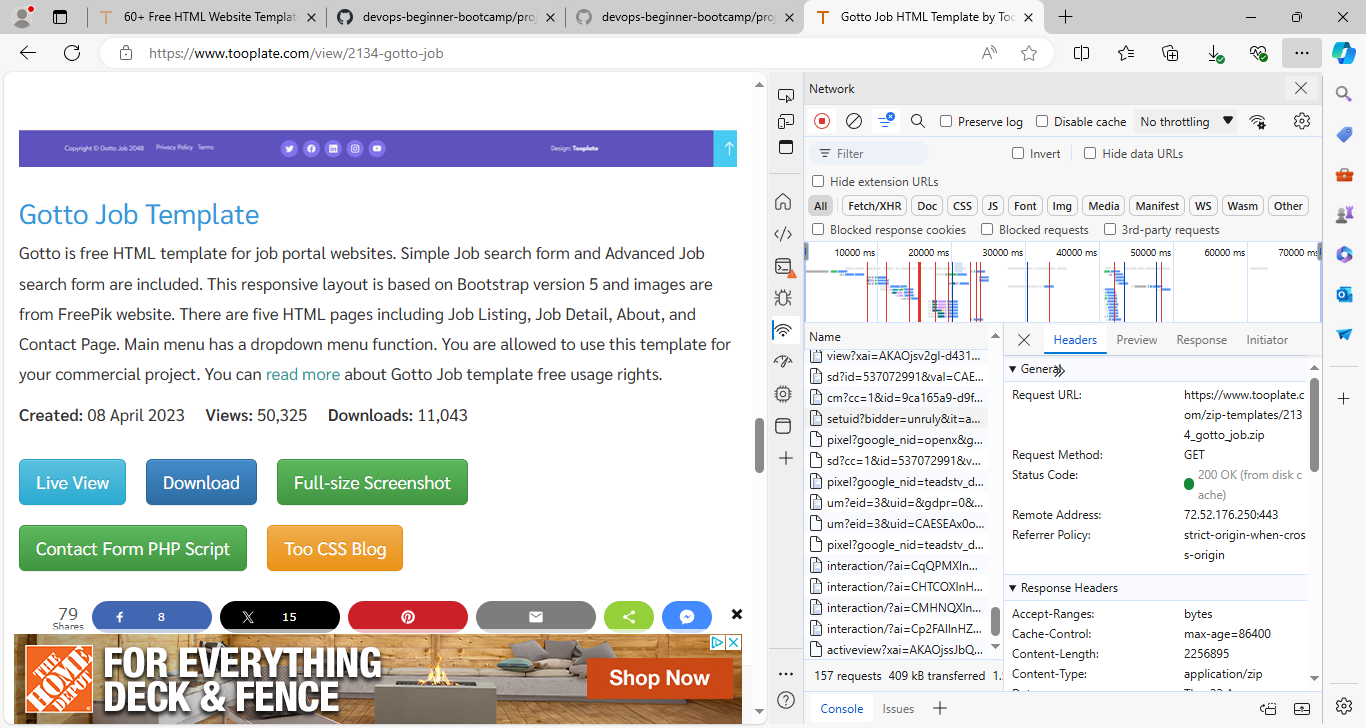 60+ Free HTML Website Templat
devops-beginner-bootcamp/proj
devops-beginner-bootcamp/proj
Gotto Job HTML Template by Too
https://www.tooplate.com/view/2134-gotto-job
Copyright © Gotto Job 2048 Privacy Policy Terms
Design: Tooplate
Gotto Job Template
Gotto is free HTML template for job portal websites. Simple Job search form and Advanced Job
search form are included. This responsive layout is based on Bootstrap version 5 and images are
from FreePik website. There are five HTML pages including Job Listing, Job Detail, About, and
Contact Page. Main menu has a dropdown menu function. You are allowed to use this template for
your commercial project. You can read more about Gotto Job template free usage rights.
Created: 08 April 2023 Views: 50,325 Downloads: 11,043
Live View Download Full-size Screenshot
Contact Form PHP Script Too CSS Blog
79
Shares
8
15
THE HOME DEPOT
FOR EVERYTHING
DECK & FENCE
Shop Now
Network
Preserve log Disable cache No throttling
Filter Invert Hide data URLs
Hide extension URLs
All Fetch/XHR Doc CSS JS Font Img Media Manifest WS Wasm Other
Blocked response cookies Blocked requests 3rd-party requests
10000 ms 20000 ms 30000 ms 40000 ms 50000 ms 60000 ms 70000 ms
Name
view?xai=AKAOjsv2gI-d431...
sd?id=537072991&val=CAE...
cm?cc=1&id=9ca165a9-d9f...
setuid?bidder=unruly&it=a...
pixel?google_nid=openx&g...
sd?cc=1&id=537072991&v...
pixel?google_nid=teadstv_d...
um?eid=3&uid=&gdpr=0&...
um?eid=3&uid=CAESEAx0o...
pixel?google_nid=teadstv_d...
interaction/?ai=CqQPMXIn...
interaction/?ai=CHTCOXInH...
interaction/?ai=CMHNQXIn...
interaction/?ai=Cp2FAIInHZ...
activeview?xai=AKAOjssJbQ...
157 requests 409 kB transferred 1.
Headers Preview Response Initiator
General
Request URL: https://www.tooplate.c
om/zip-templates/213
4_gotto_job.zip
Request Method: GET
Status Code: 200 OK (from disk c
ache)
Remote Address: 72.52.176.250:443
Referrer Policy: strict-origin-when-cros
s-origin
Response Headers
Accept-Ranges: bytes
Cache-Control: max-age=86400
Content-Length: 2256895
Content-Type: application/zip
Console Issues